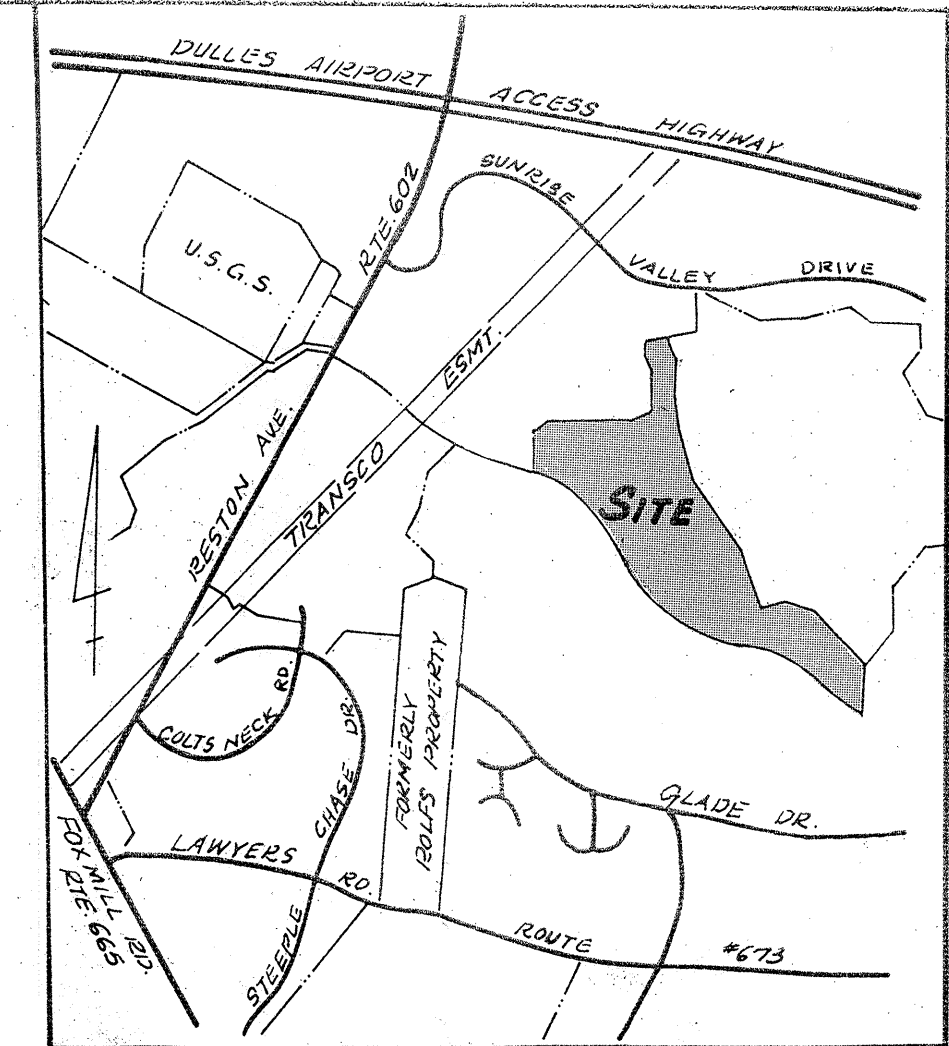 DULLES AIRPORT ACCESS HIGHWAY
RTE. 602
SUNRISE VALLEY DRIVE
U.S.G.S.
TRANSCO ESMT.
RESTON AVE.
SITE
COLTS NECK RD.
FORMERLY
ROLFS PROPERTY
STEEPLE CHASE DR.
GLADE DR.
LAWYERS RD.
ROUTE #673
FOX MILL RD.
RTE. 665